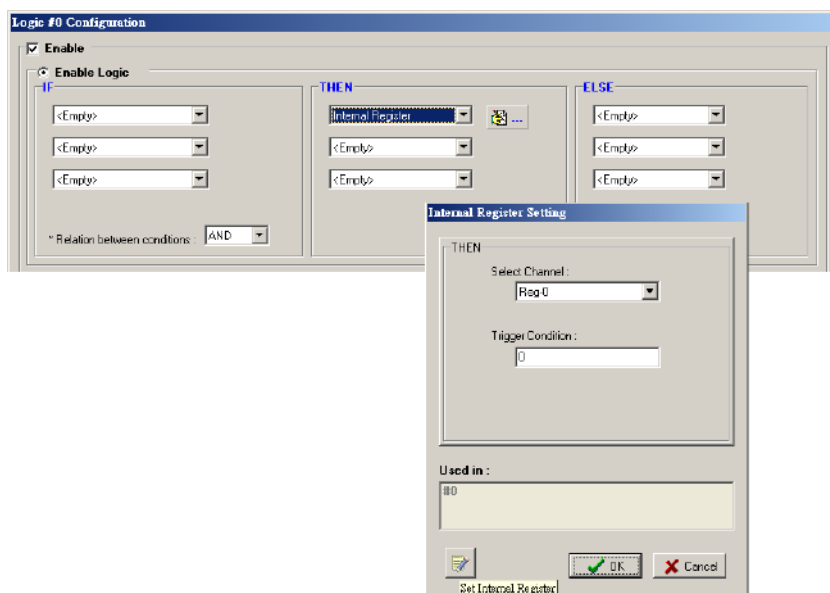 Logic #0 Configuration
Enable
Enable Logic
IF
THEN
ELSE
<Empty>
Internal Register
...
<Empty>
<Empty>
<Empty>
<Empty>
<Empty>
<Empty>
<Empty>
* Relation between conditions : AND
Internal Register Setting
THEN
Select Channel :
Reg-0
Trigger Condition :
0
Used in :
#0
OK
Cancel
Set Internal Register